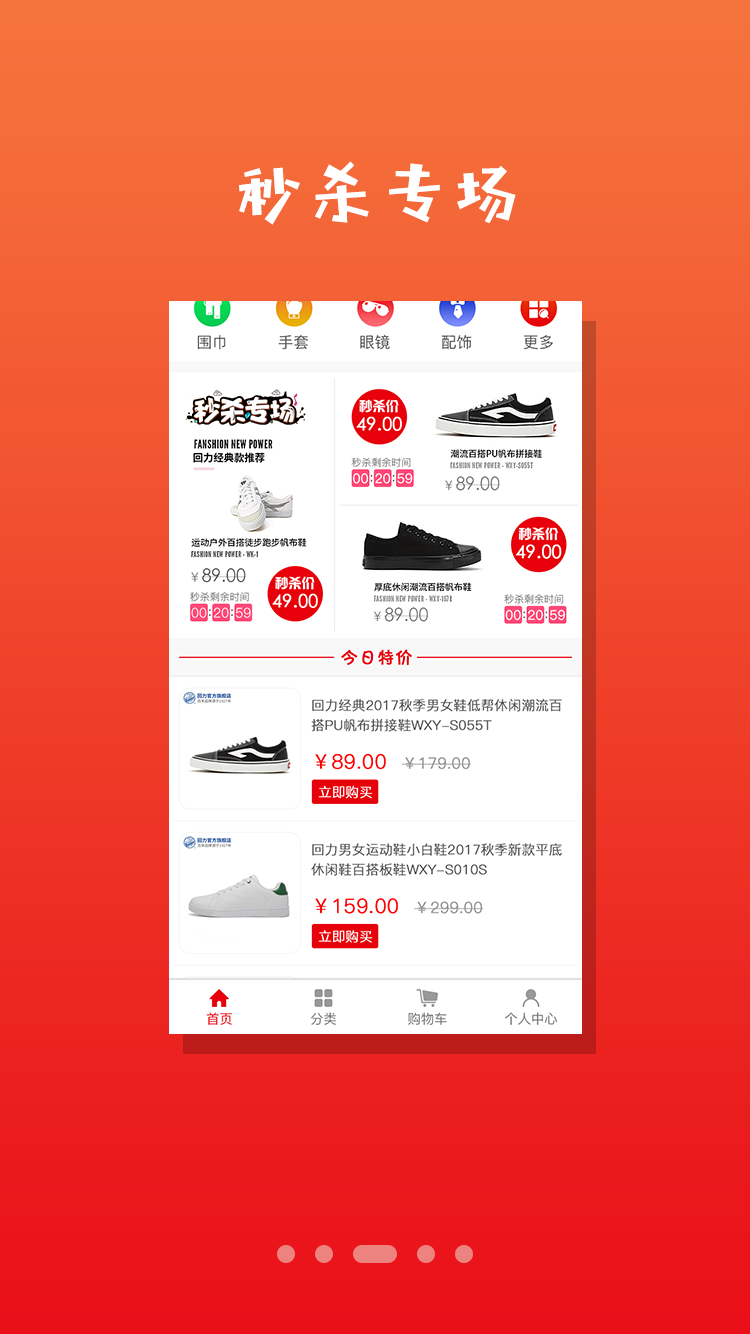 秒杀专场
围巾
手套
眼镜
配饰
更多
秒杀专场
FANSHION NEW POWER
回力经典款推荐
运动户外百搭徒步跑步帆布鞋
FASHION NEW POWER - WK-1
¥89.00
秒杀剩余时间
00:20:59
秒杀价
49.00
秒杀价
49.00
秒杀剩余时间
00:20:59
潮流百搭PU帆布拼接鞋
FASHION NEW POWER - WXY-S055T
¥89.00
厚底休闲潮流百搭帆布鞋
¥89.00
秒杀价
49.00
秒杀剩余时间
00:20:59
今日特价
回力官方旗舰店
回力经典2017秋季男女鞋低帮休闲潮流百
搭PU帆布拼接鞋WXY-S055T
¥89.00 ¥179.00
立即购买
回力官方旗舰店
回力男女运动鞋小白鞋2017秋季新款平底
休闲鞋百搭板鞋WXY-S010S
¥159.00 ¥299.00
立即购买
首页
分类
购物车
个人中心